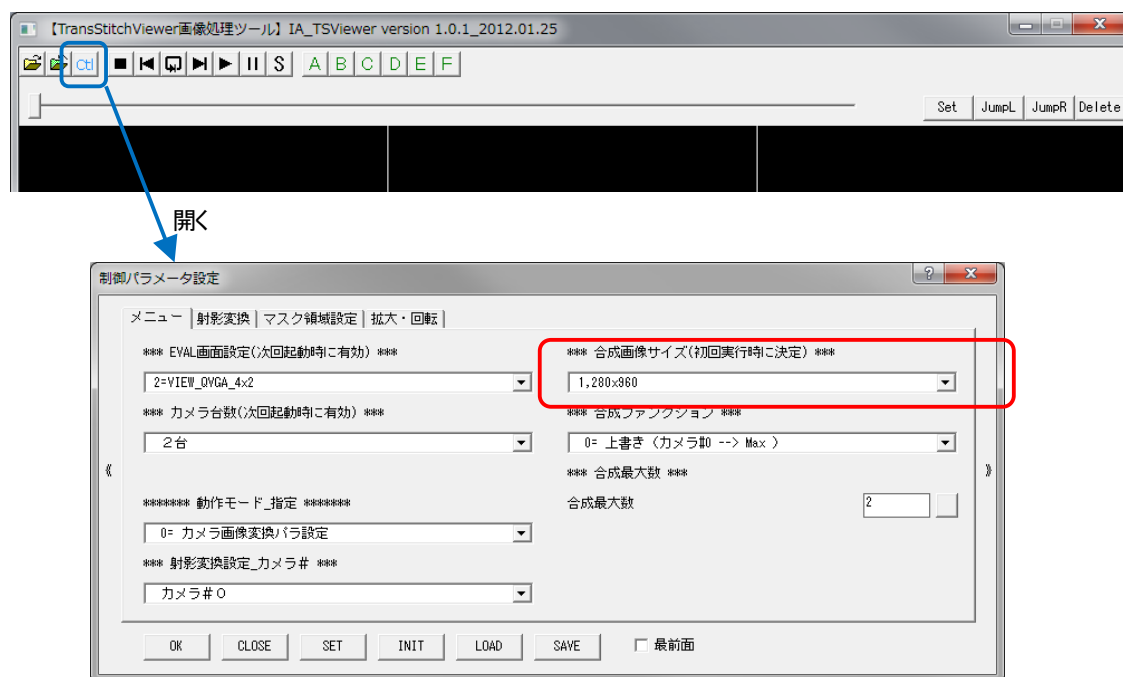 【TransStitchViewer画像処理ツール】 IA_TSViewer version 1.0.1_2012.01.25
Ctl S A B C D E F
Set JumpL JumpR Delete
開く
制御パラメータ設定
メニュー 射影変換 マスク領域設定 拡大・回転
*** EVAL画面設定(次回起動時に有効) ***
2=VIEW_QVGA_4x2
*** カメラ台数(次回起動時に有効) ***
２台
******* 動作モード_指定 *******
0= カメラ画像変換パラ設定
*** 射影変換設定_カメラ＃ ***
カメラ＃０
*** 合成画像サイズ(初回実行時に決定) ***
1,280x960
*** 合成ファンクション ***
0= 上書き (カメラ#0 --> Max )
*** 合成最大数 ***
合成最大数 2
OK CLOSE SET INIT LOAD SAVE 最前面